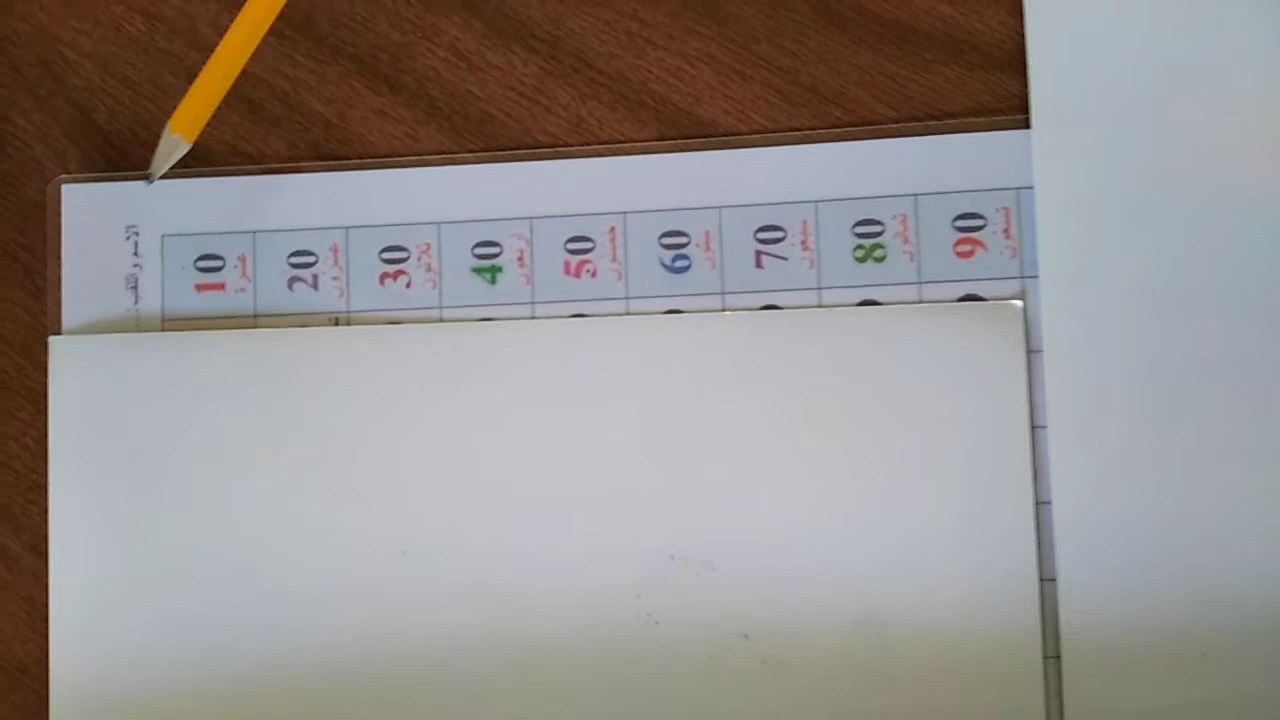 الاسم و اللقب :
10
عشرة
20
عشرون
30
ثلاثون
40
أربعون
50
خمسون
60
ستون
70
سبعون
80
ثمانون
90
تسعون